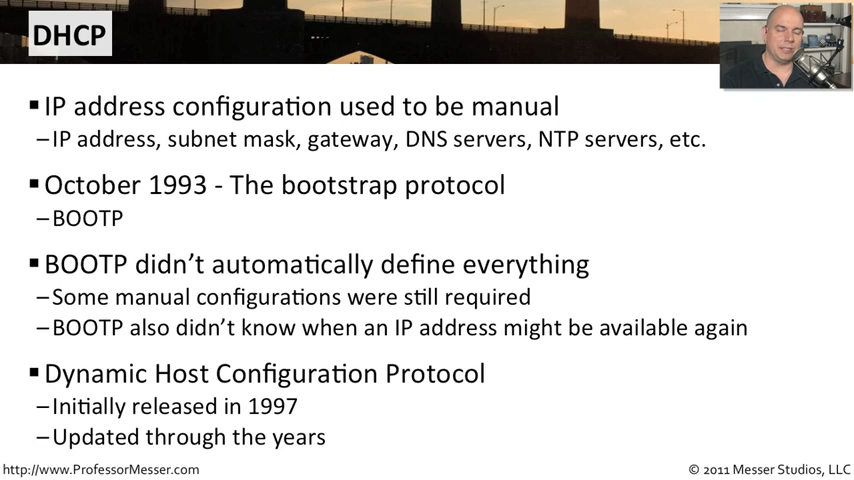 DHCP
▪ IP address configuration used to be manual
– IP address, subnet mask, gateway, DNS servers, NTP servers, etc.
▪ October 1993 - The bootstrap protocol
– BOOTP
▪ BOOTP didn't automatically define everything
– Some manual configurations were still required
– BOOTP also didn't know when an IP address might be available again
▪ Dynamic Host Configuration Protocol
– Initially released in 1997
– Updated through the years
http://www.ProfessorMesser.com
© 2011 Messer Studios, LLC